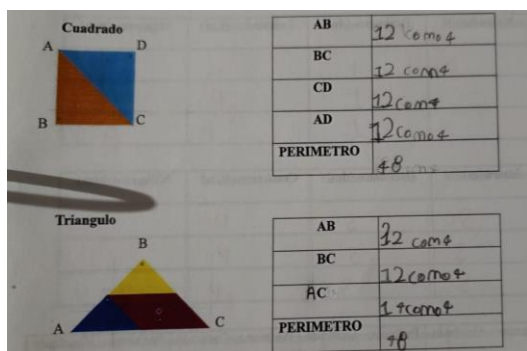 Cuadrado
A D
B C
AB 12 como 4
BC 12 como 4
CD 12 como 4
AD 12 como 4
PERIMETRO 48
Triangulo
B
A C
AB 12 como 4
BC 12 como 4
AC como 4
PERIMETRO 48